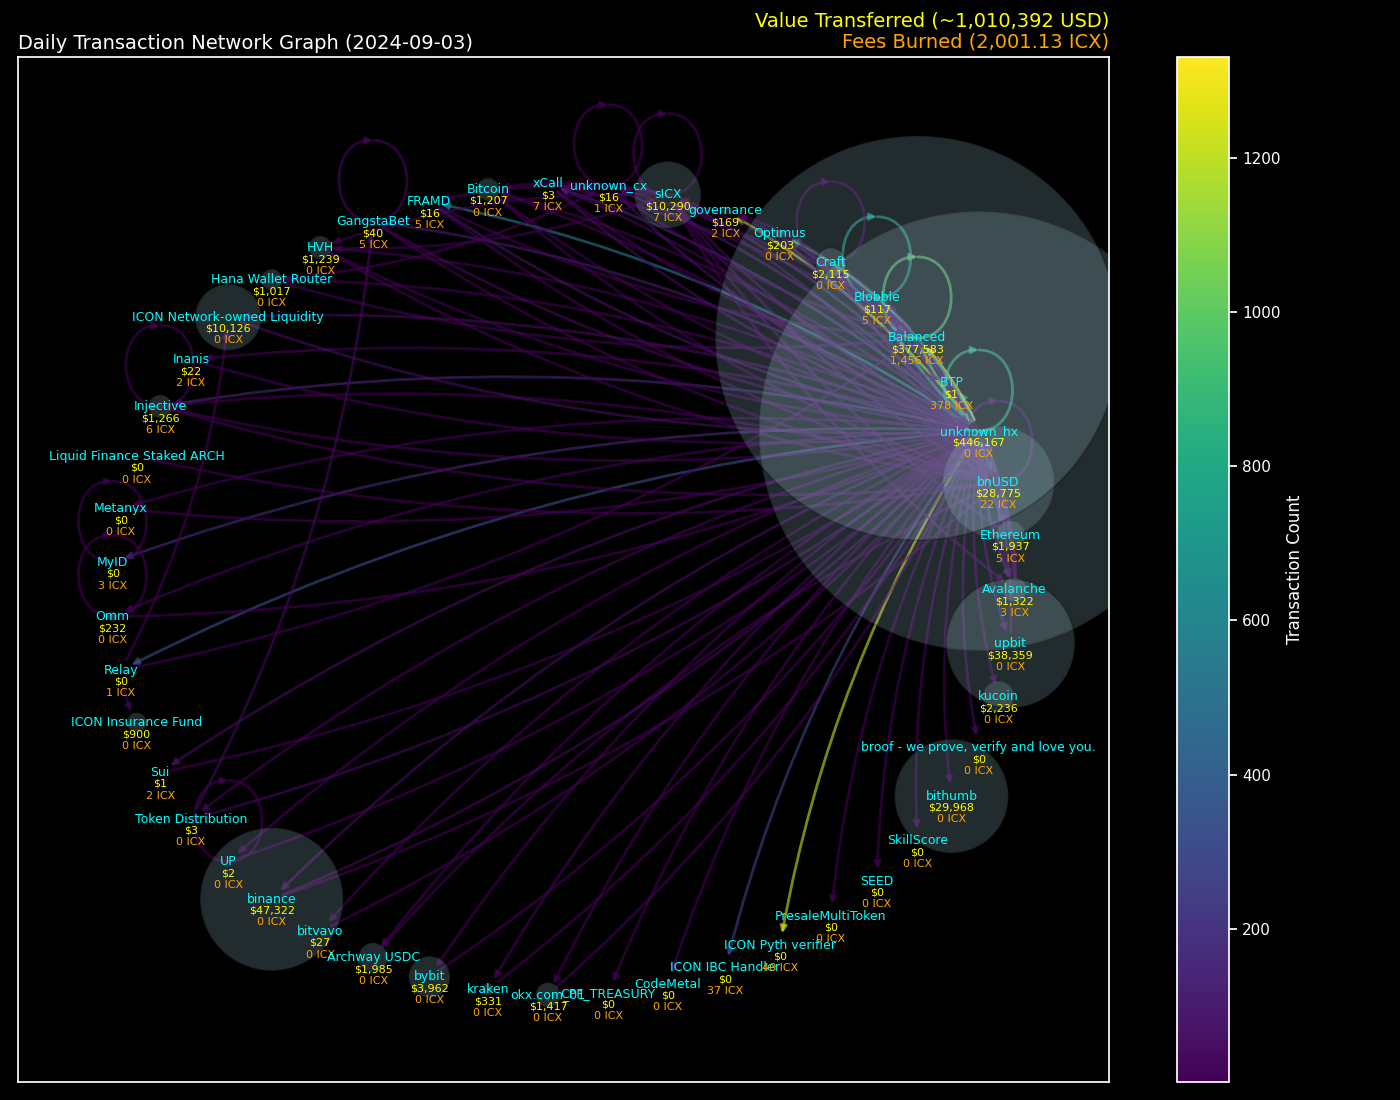 Value Transferred (~1,010,392 USD)
Daily Transaction Network Graph (2024-09-03)
Fees Burned (2,001.13 ICX)
xCall
$3
7 ICX
unknown_cx
$16
1 ICX
Bitcoin
$1,207
0 ICX
sICX
$10,290
7 ICX
FRAMD
$16
5 ICX
governance
$169
2 ICX
GangstaBet
$40
5 ICX
Optimus
$203
0 ICX
HVH
$1,239
0 ICX
Craft
$2,115
0 ICX
Hana Wallet Router
$1,017
0 ICX
Blobble
$117
5 ICX
ICON Network-owned Liquidity
$10,126
0 ICX
Balanced
$377,583
1,456 ICX
Inanis
$22
2 ICX
BTP
$1
378 ICX
Injective
$1,266
6 ICX
unknown_hx
$446,167
0 ICX
Liquid Finance Staked ARCH
$0
0 ICX
bnUSD
$28,775
22 ICX
Metanyx
$0
0 ICX
Ethereum
$1,937
5 ICX
MyID
$0
3 ICX
Avalanche
$1,322
3 ICX
Omm
$232
0 ICX
upbit
$38,359
0 ICX
Relay
$0
1 ICX
kucoin
$2,236
0 ICX
ICON Insurance Fund
$900
0 ICX
broof - we prove, verify and love you.
$0
0 ICX
Sui
$1
2 ICX
bithumb
$29,968
0 ICX
Token Distribution
$3
0 ICX
SkillScore
$0
0 ICX
UP
$2
0 ICX
SEED
$0
0 ICX
binance
$47,322
0 ICX
PresaleMultiToken
$0
0 ICX
bitvavo
$27
0 ICX
ICON Pyth verifier
$0
ICX
Archway USDC
$1,985
0 ICX
ICON IBC Handler
$0
37 ICX
bybit
$3,962
0 ICX
CodeMetal
$0
0 ICX
kraken
$331
0 ICX
$1,417
0 ICX
$0
0 ICX
1200
1000
800
600
400
200
Transaction Count